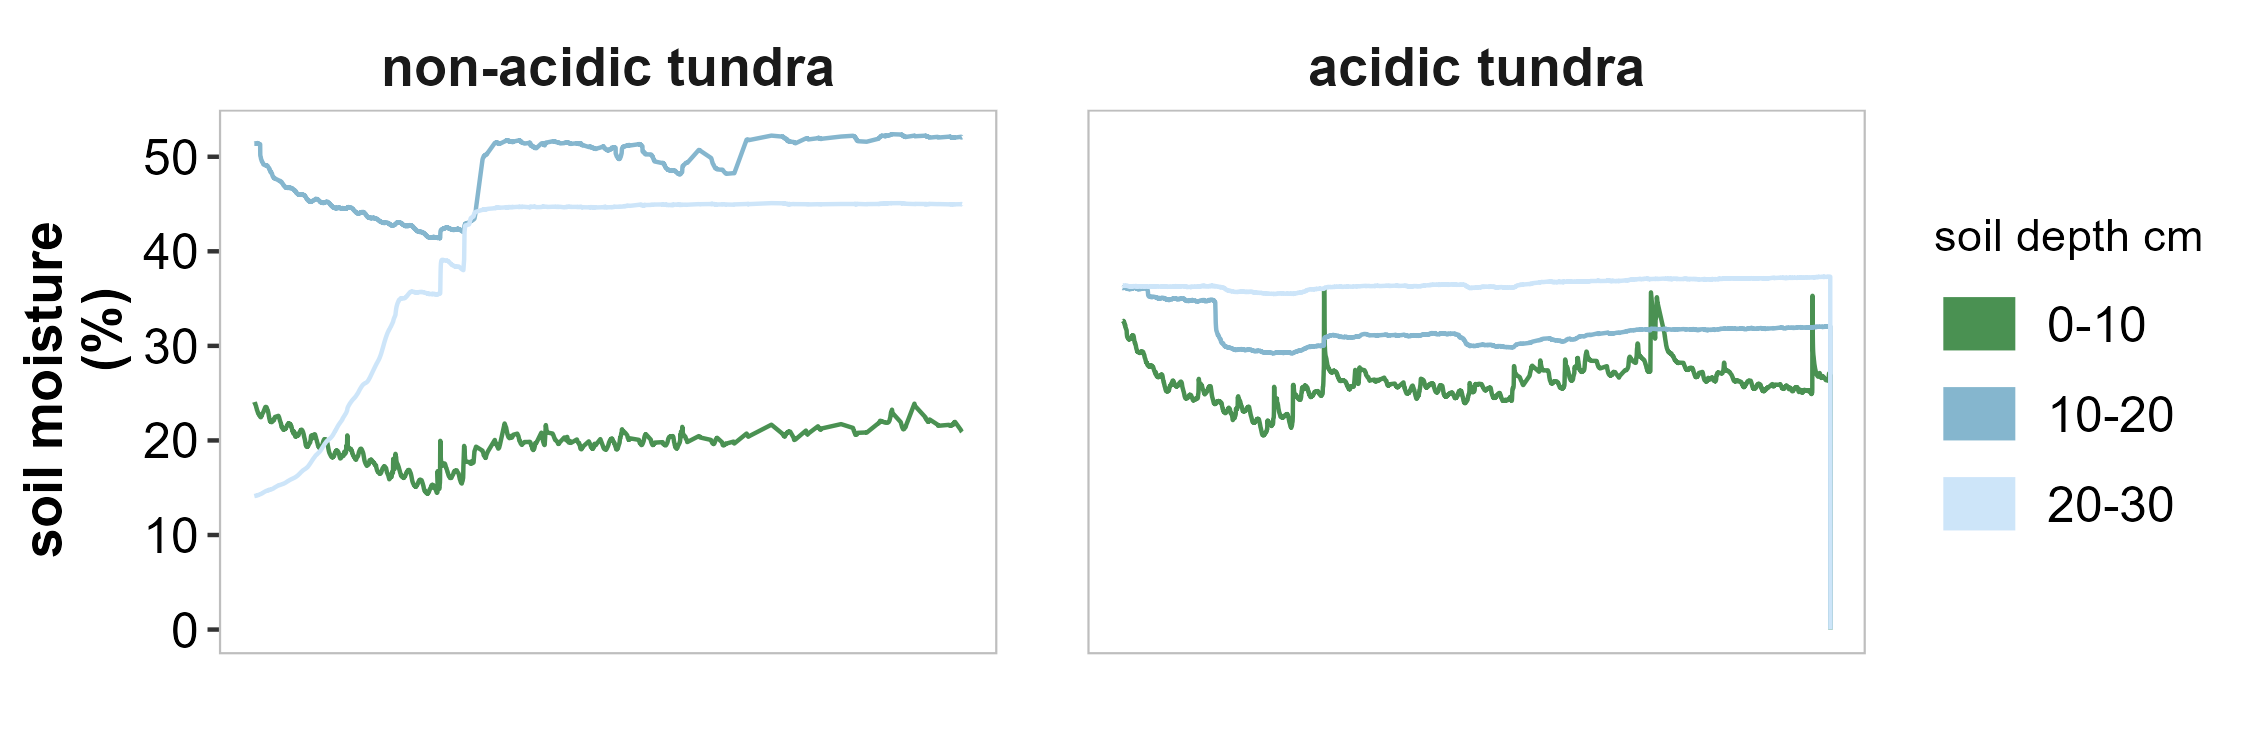 non-acidic tundra
acidic tundra
soil moisture
(%)
50
40
30
20
10
0
soil depth cm
0-10
10-20
20-30